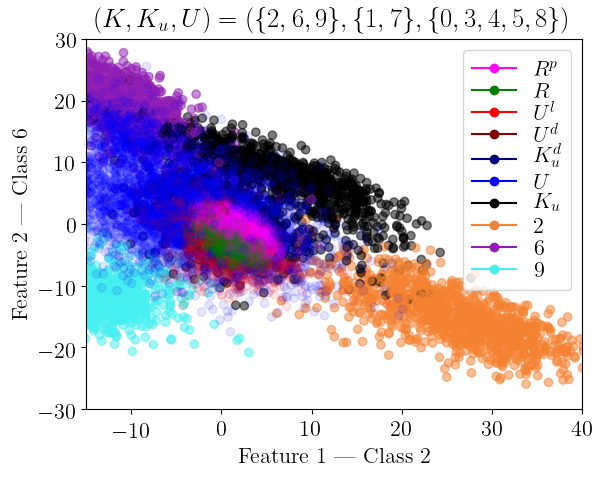 (K, K_u, U) = ({2, 6, 9}, {1, 7}, {0, 3, 4, 5, 8})
30
20
10
0
−10
−20
−30
Feature 2 — Class 6
R^p
R
U^l
U^d
K_u^d
U
K_u
2
6
9
−10 0 10 20 30 40
Feature 1 — Class 2